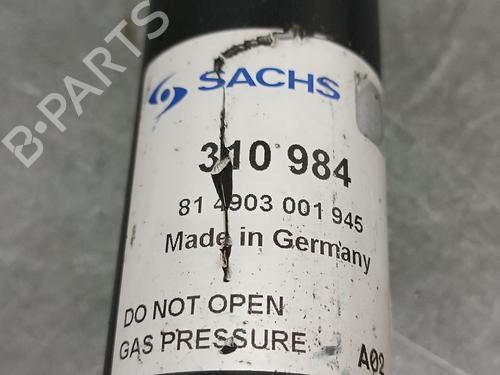 B-PARTS
SACHS
310 984
81 4903 001 945
Made in Germany
DO NOT OPEN
GAS PRESSURE
A02